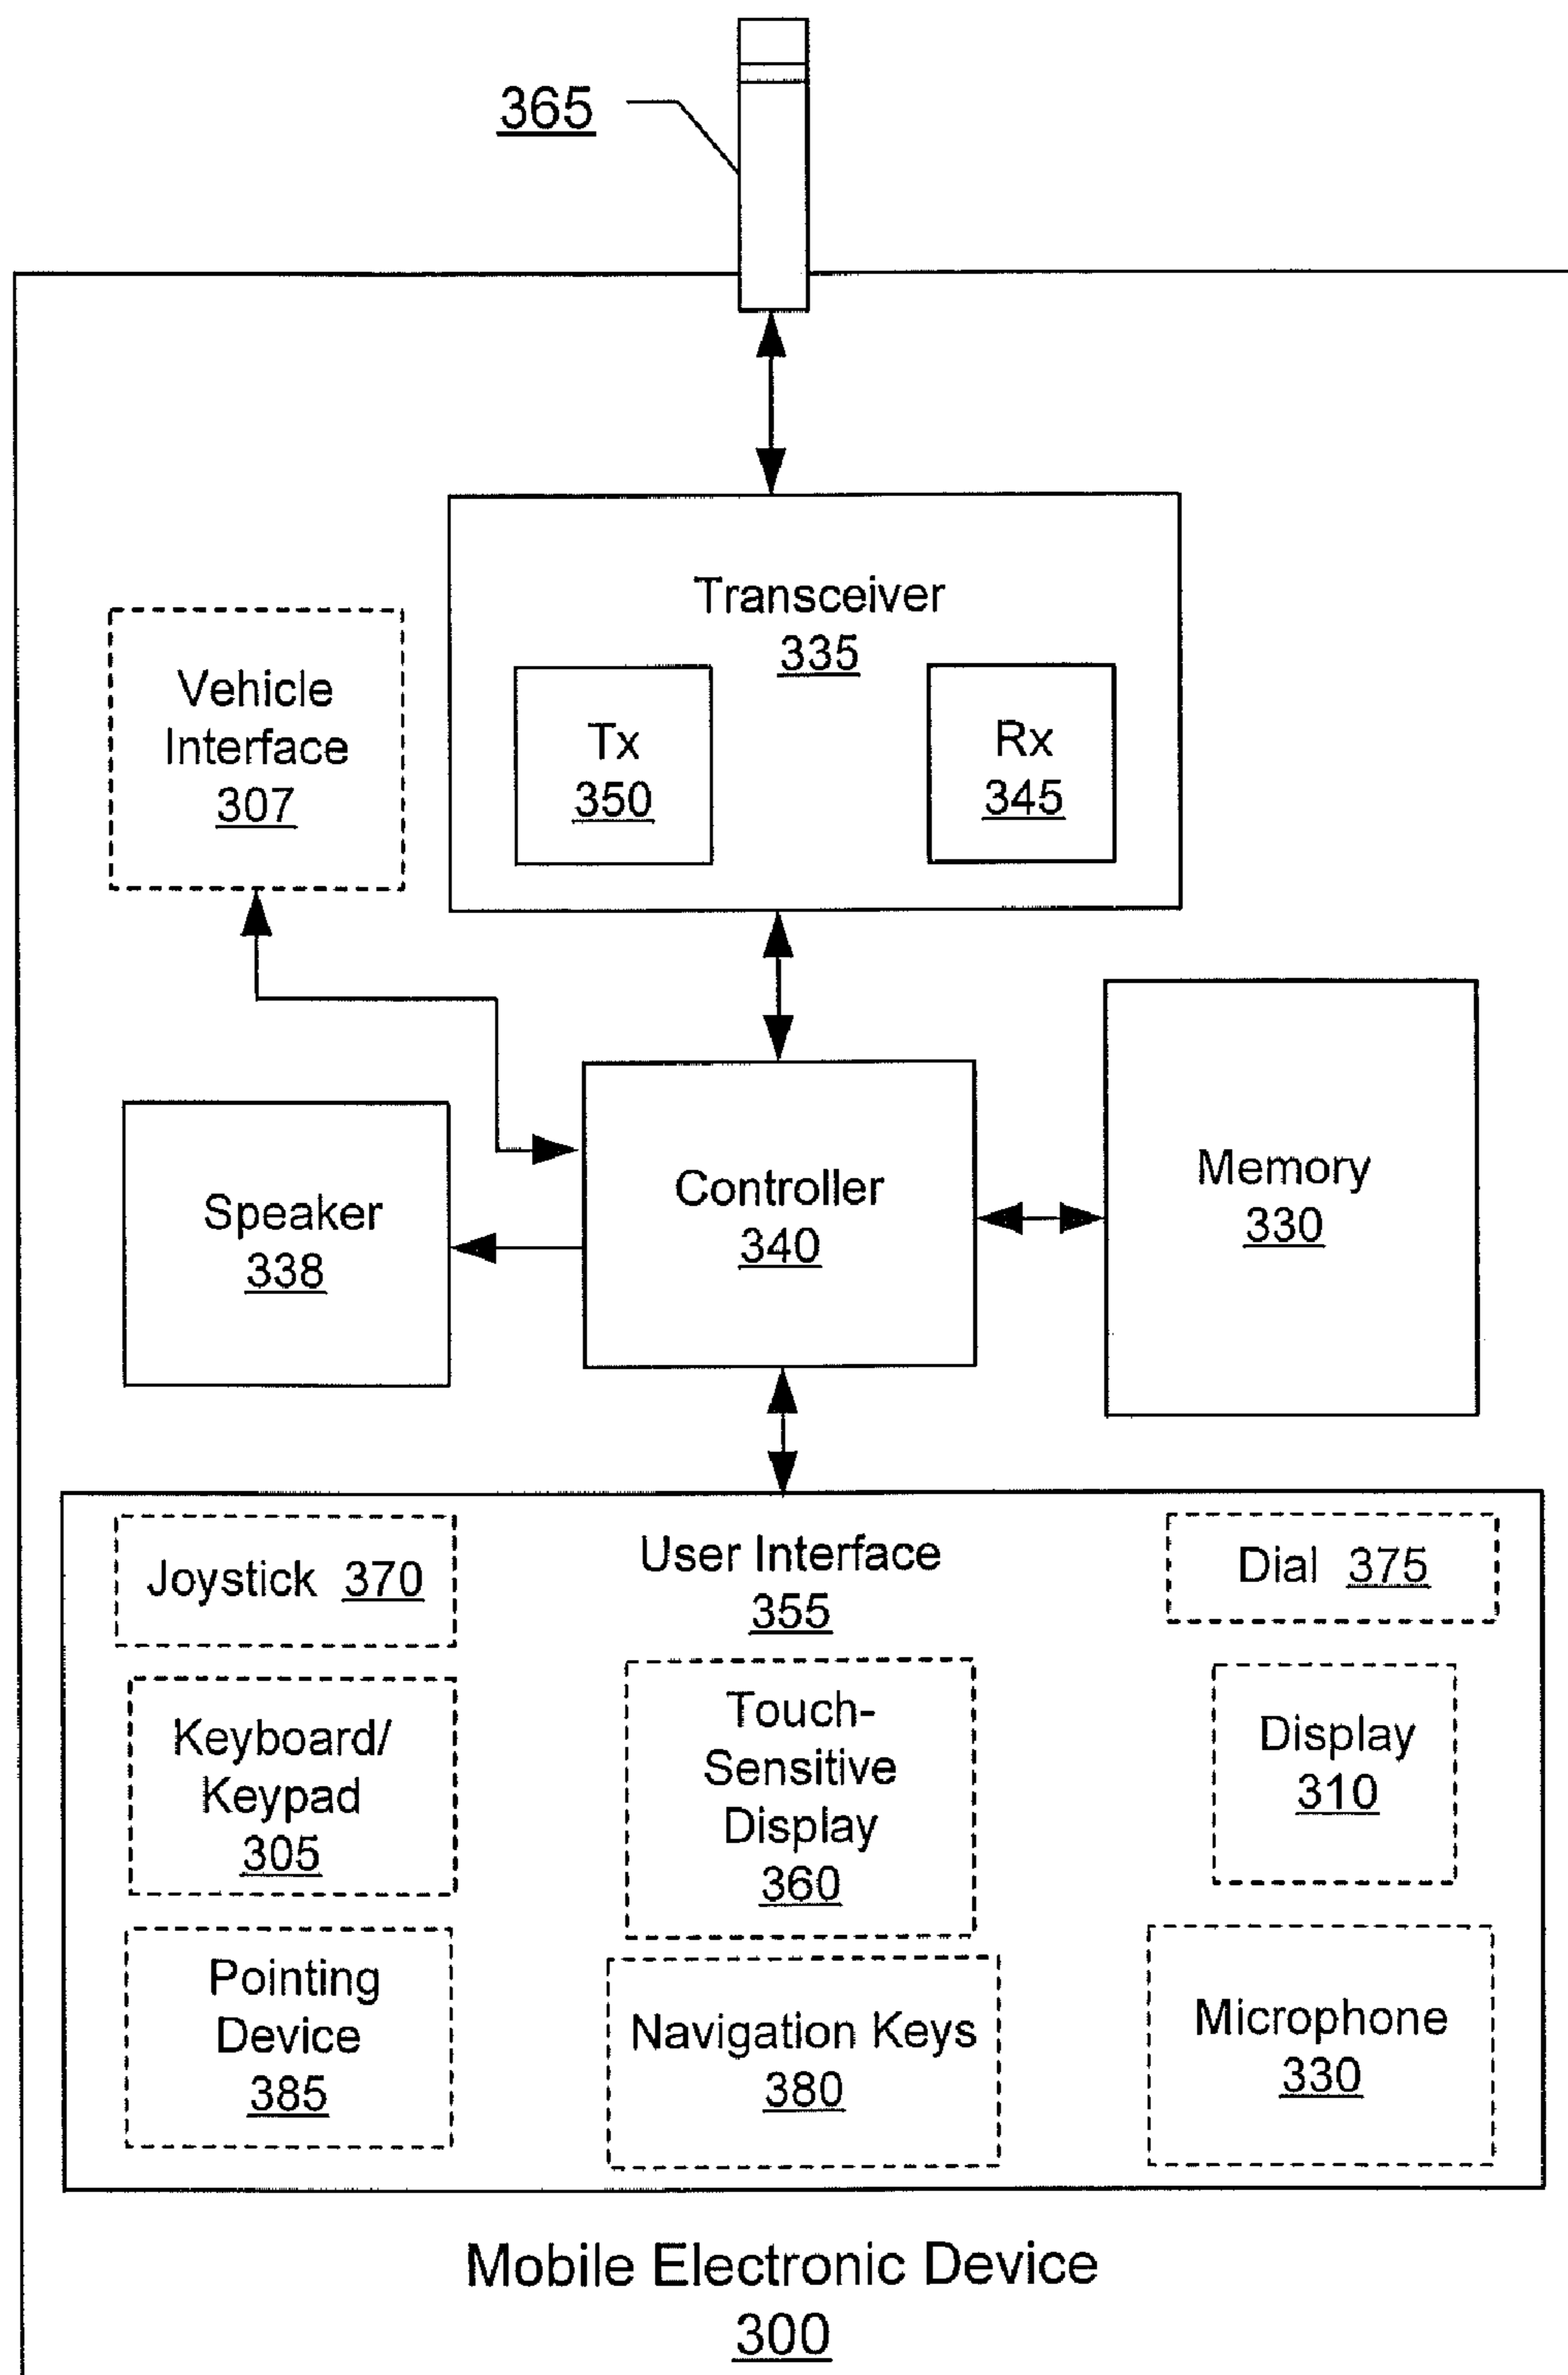 365
Transceiver
335
Tx
350
Rx
345
Vehicle
Interface
307
Controller
340
Memory
330
Speaker
338
User Interface
355
Joystick 370
Dial 375
Keyboard/
Keypad
305
Touch-
Sensitive
Display
360
Display
310
Pointing
Device
385
Navigation Keys
380
Microphone
330
Mobile Electronic Device
300